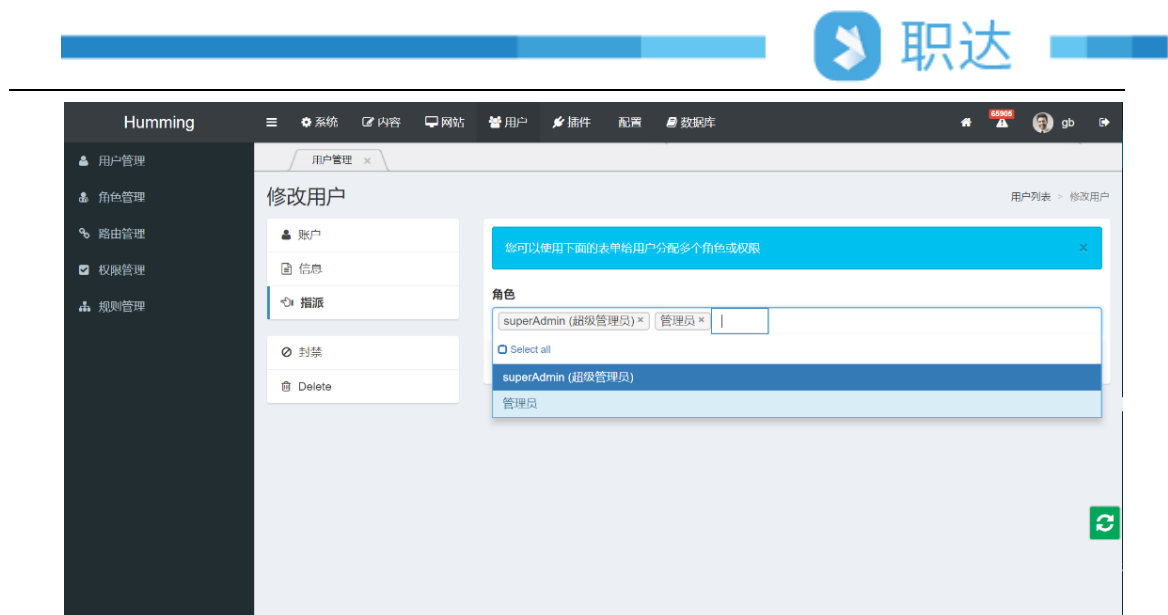 职达
Humming
系统 内容 网站 用户 插件 配置 数据库
65905
gb
用户管理
角色管理
路由管理
权限管理
规则管理
用户管理 ×
修改用户
用户列表 > 修改用户
账户
信息
指派
封禁
Delete
您可以使用下面的表单给用户分配多个角色或权限 ×
角色
superAdmin (超级管理员) × 管理员 ×
Select all
superAdmin (超级管理员)
管理员